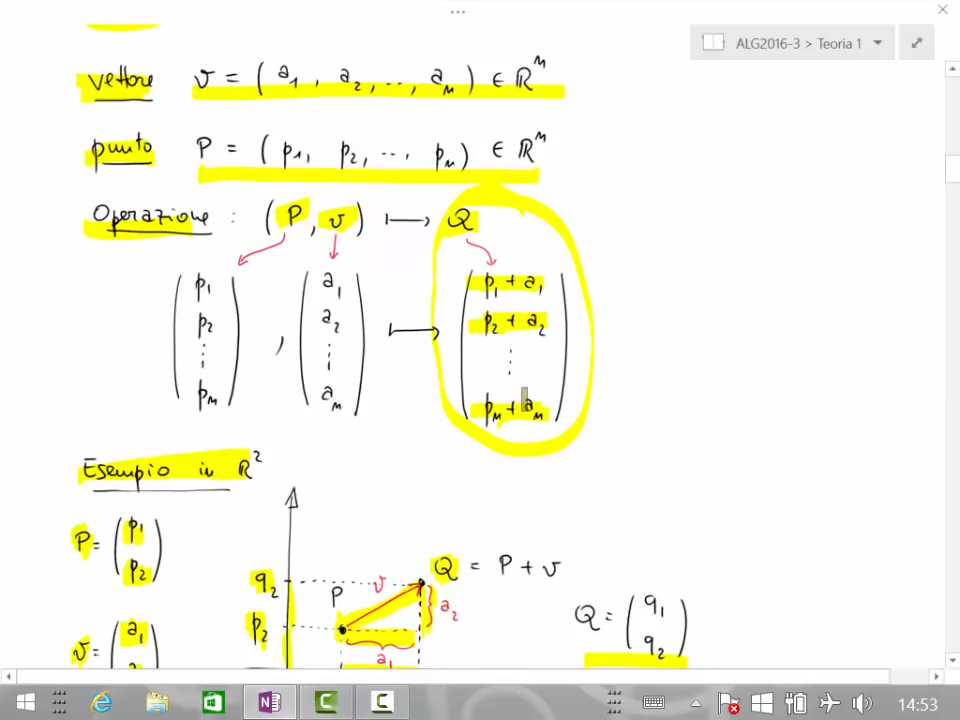 ALG2016-3 > Teoria 1
vettore v = (a1, a2, .., an) ∈ ℝⁿ
punto P = (p1, p2, .., pn) ∈ ℝⁿ
Operazione : (P, v) ⟼ Q
(p1 p2 ⋮ pn) , (a1 a2 ⋮ an) ⟼ (p1 + a1 p2 + a2 ⋮ pn + an)
Esempio in ℝ²
P = (p1 p2)
Q = P + v
q2 v
P
a2
p2
Q = (q1 q2)
v = (a1
a1
14:53